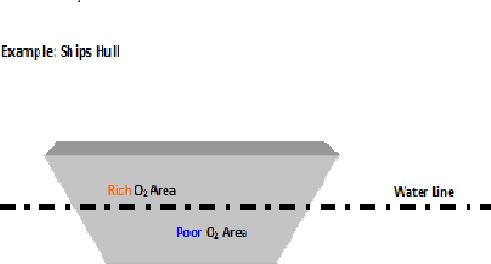 Example: Ships Hull
Rich O₂ Area
Water line
Poor O₂ Area